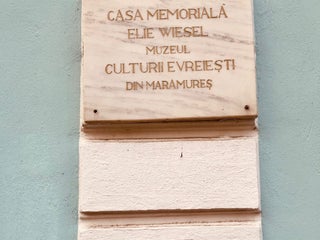 CASA MEMORIALĂ
ELIE WIESEL
MUZEUL
CULTURII EVREIEȘTI
DIN MARAMUREȘ